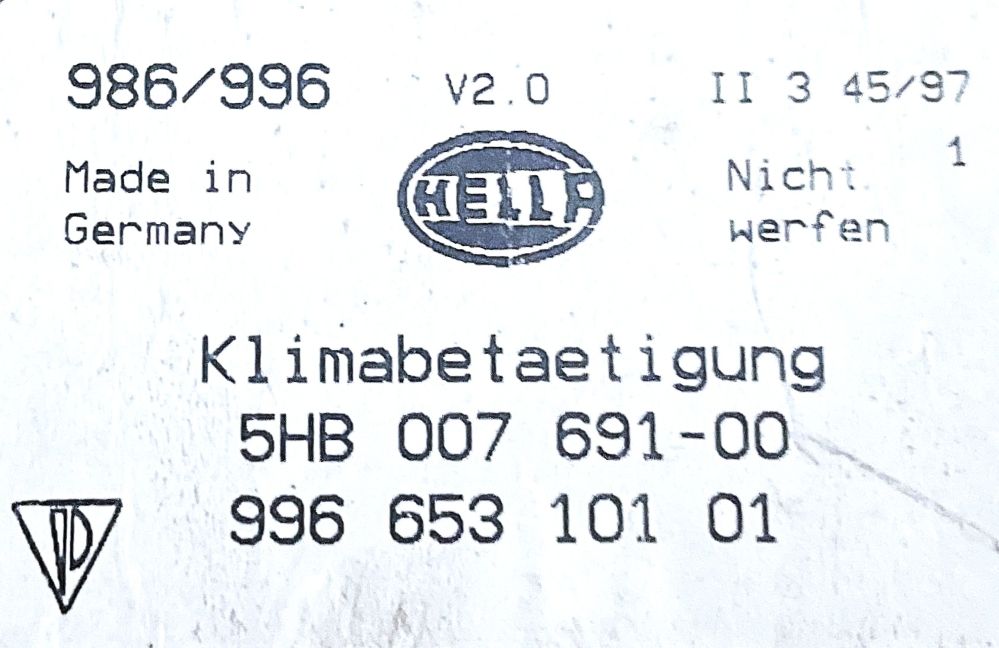 986/996 V2.0 II 3 45/97
1
Made in Nicht
Germany werfen
HELLA
Klimabetaetigung
5HB 007 691-00
996 653 101 01